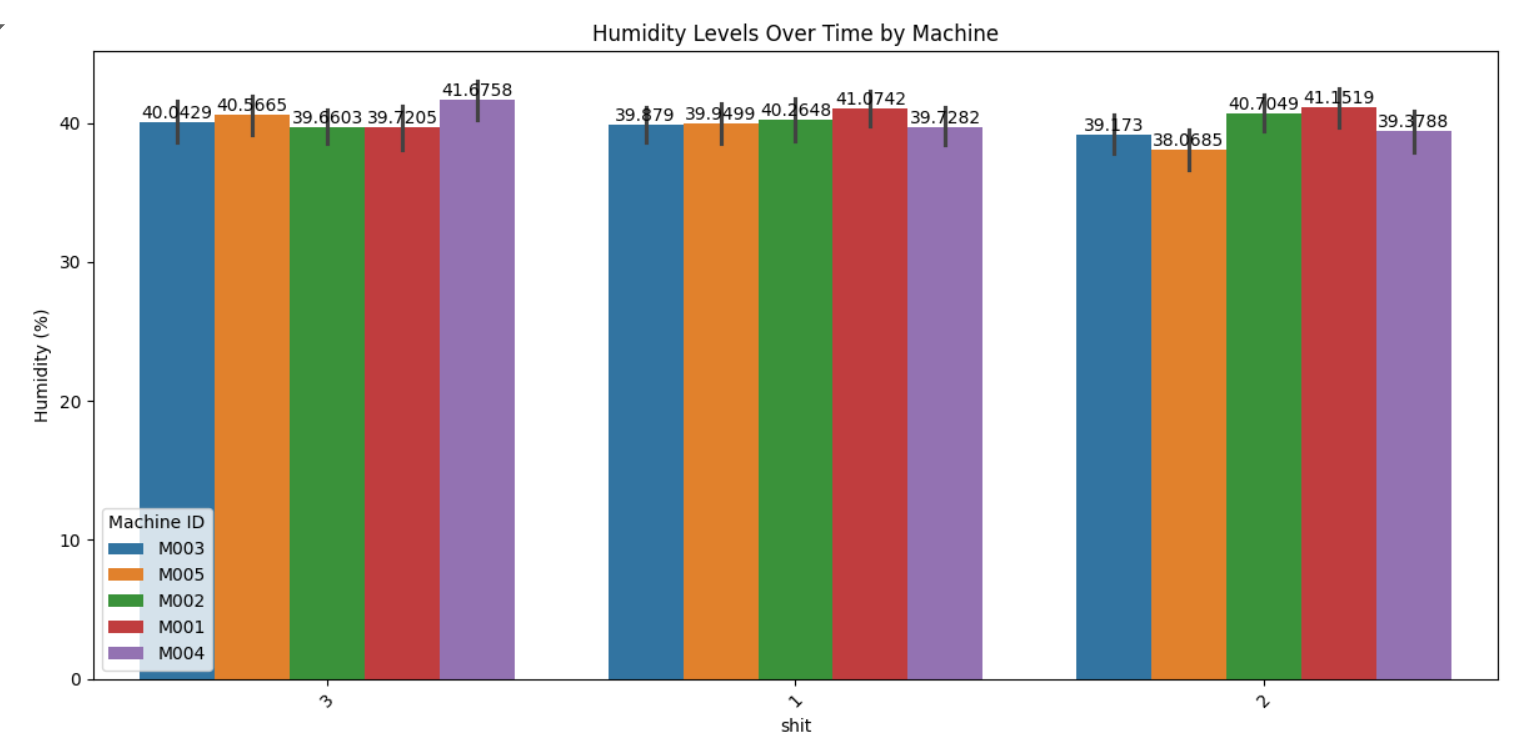 Humidity Levels Over Time by Machine
Humidity (%)
40
30
20
10
0
40.0429 40.5665 39.6603 39.7205 41.6758
39.879 39.9499 40.2648 41.0742 39.7282
39.173 38.0685 40.7049 41.1519 39.3788
Machine ID
M003
M005
M002
M001
M004
3 1 2
shit